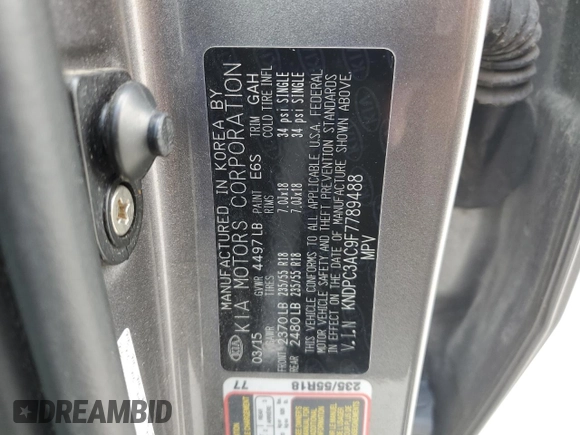 MANUFACTURED IN KOREA BY
KIA KIA MOTORS CORPORATION
03/15 GVWR 4497LB PAINT E6S TRIM GAH
GAWR TIRES RIMS COLD TIRE INFL
FRONT 2370LB 235/55 R18 7.0Jx18 34 psi SINGLE
REAR 2480LB 235/55 R18 7.0Jx18 34 psi SINGLE
THIS VEHICLE CONFORMS TO ALL APPLICABLE U.S.A. FEDERAL
MOTOR VEHICLE SAFETY AND THEFT PREVENTION STANDARDS
IN EFFECT ON THE DATE OF MANUFACTURE SHOWN ABOVE.
V.I.N KNDPC3AC9F7789488
MPV
235/55R18
77
DREAMBID